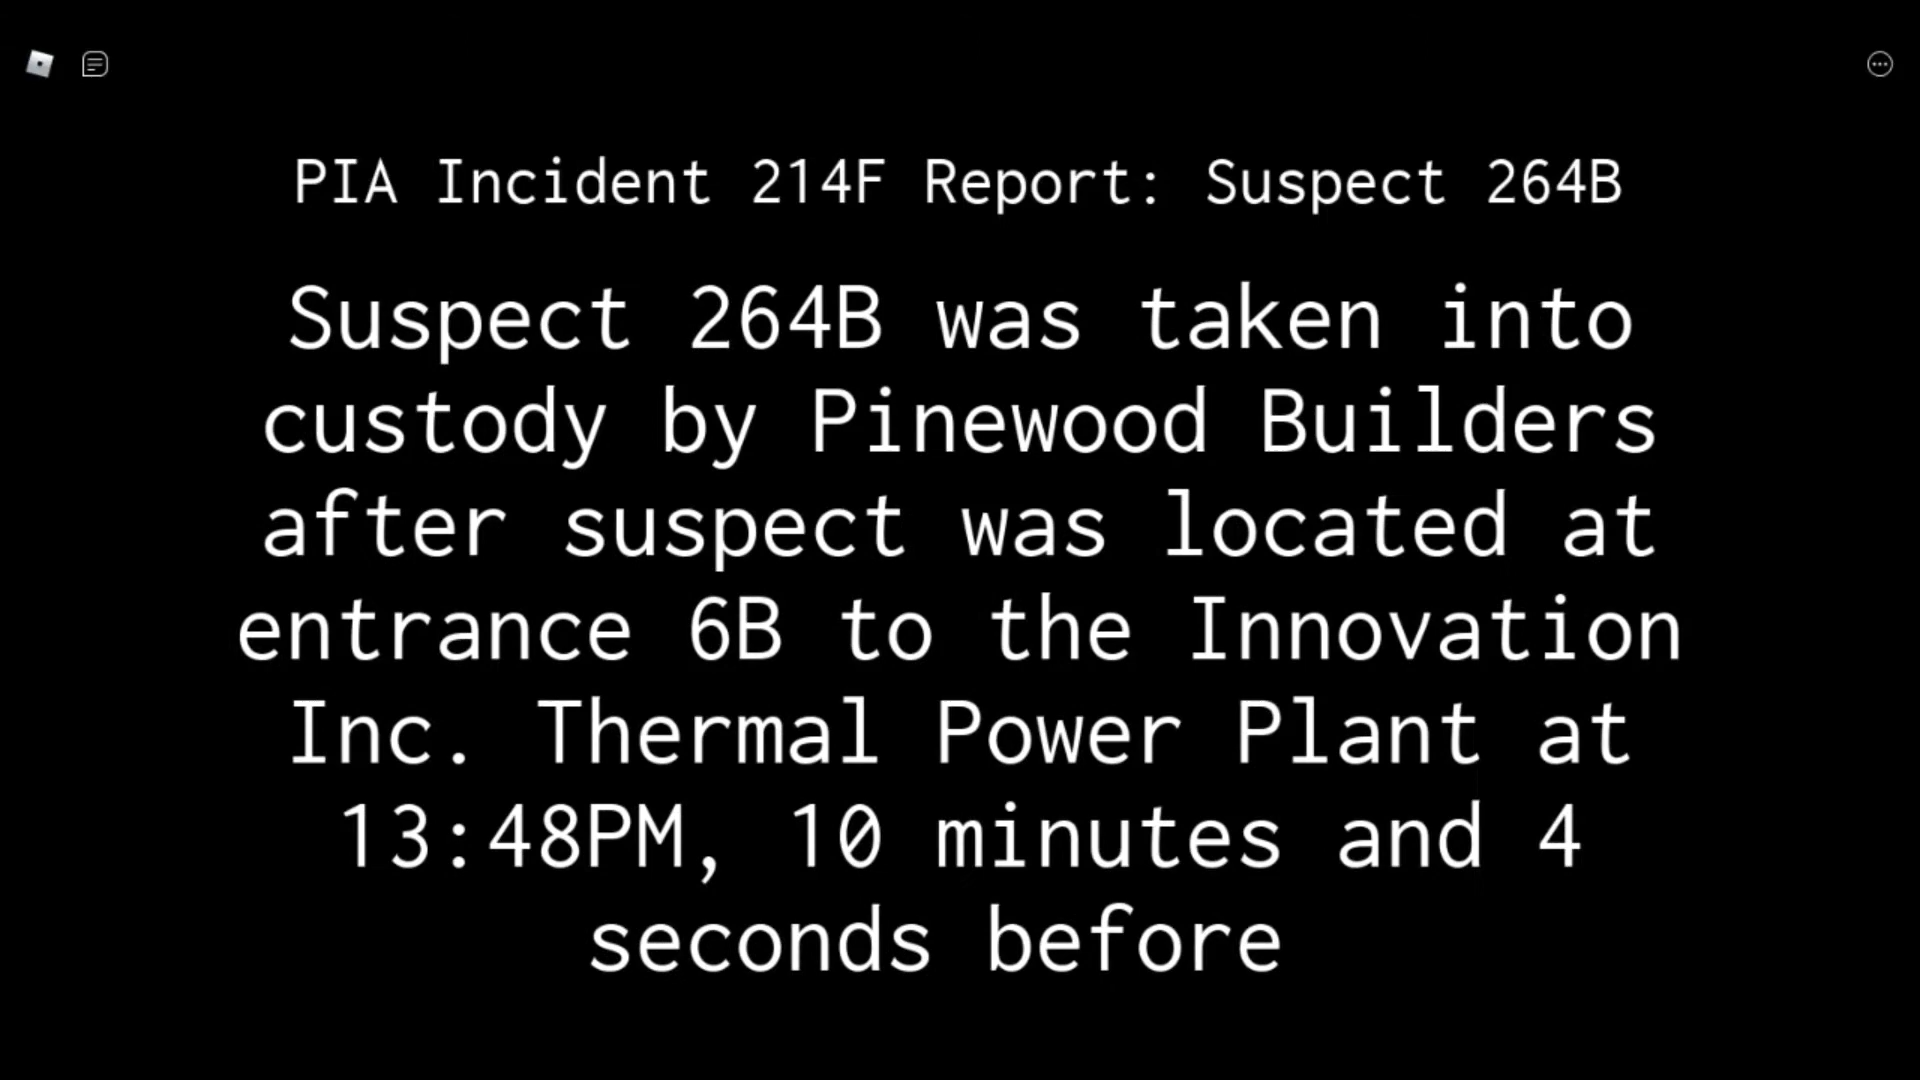 PIA Incident 214F Report: Suspect 264B
Suspect 264B was taken into
custody by Pinewood Builders
after suspect was located at
entrance 6B to the Innovation
Inc. Thermal Power Plant at
13:48PM, 10 minutes and 4
seconds before